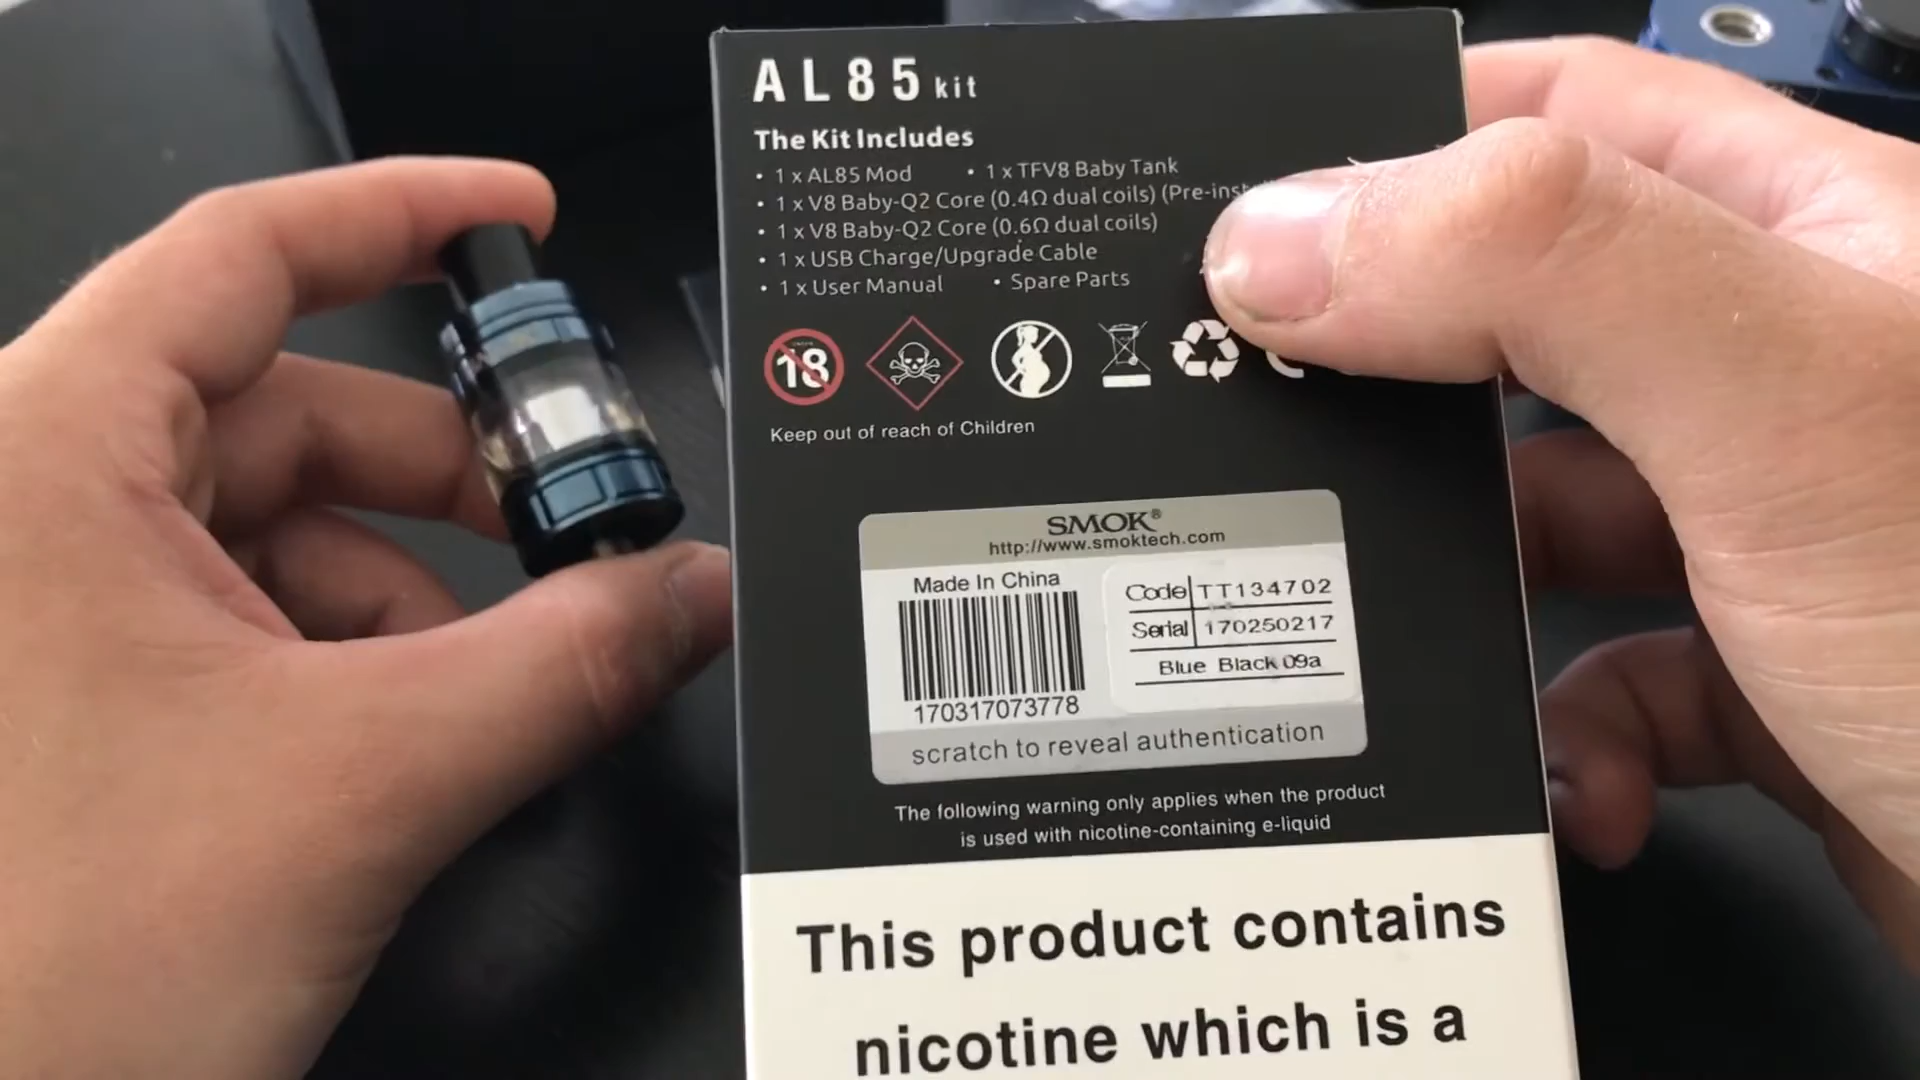 AL85 kit
The Kit Includes
• 1 x AL85 Mod • 1 x TFV8 Baby Tank
• 1 x V8 Baby-Q2 Core (0.4Ω dual coils)
• 1 x V8 Baby-Q2 Core (0.6Ω dual coils)
• 1 x USB Charge/Upgrade Cable
• 1 x User Manual • Spare Parts
18
Keep out of reach of Children
SMOK®
http://www.smoktech.com
Made In China
Code TT134702
Serial 170250217
Blue Black 09a
170317073778
scratch to reveal authentication
The following warning only applies when the product
is used with nicotine-containing e-liquid
This product contains
nicotine which is a